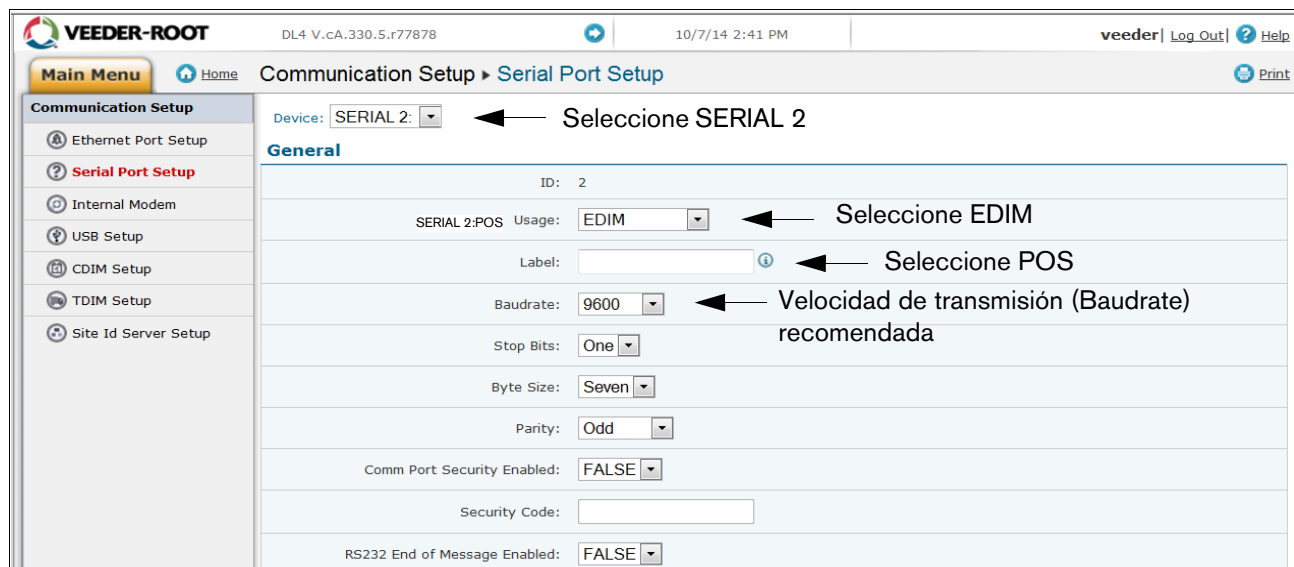 VEEDER-ROOT
DL4 V.cA.330.5.r77878
10/7/14 2:41 PM
veeder| Log Out| ? Help
Main Menu
Home
Communication Setup ▸ Serial Port Setup
Print
Communication Setup
Ethernet Port Setup
Serial Port Setup
Internal Modem
USB Setup
CDIM Setup
TDIM Setup
Site Id Server Setup
Device: SERIAL 2:
Seleccione SERIAL 2
General
ID: 2
SERIAL 2:POS Usage: EDIM
Seleccione EDIM
Label:
Seleccione POS
Baudrate: 9600
Velocidad de transmisión (Baudrate)
recomendada
Stop Bits: One
Byte Size: Seven
Parity: Odd
Comm Port Security Enabled: FALSE
Security Code:
RS232 End of Message Enabled: FALSE